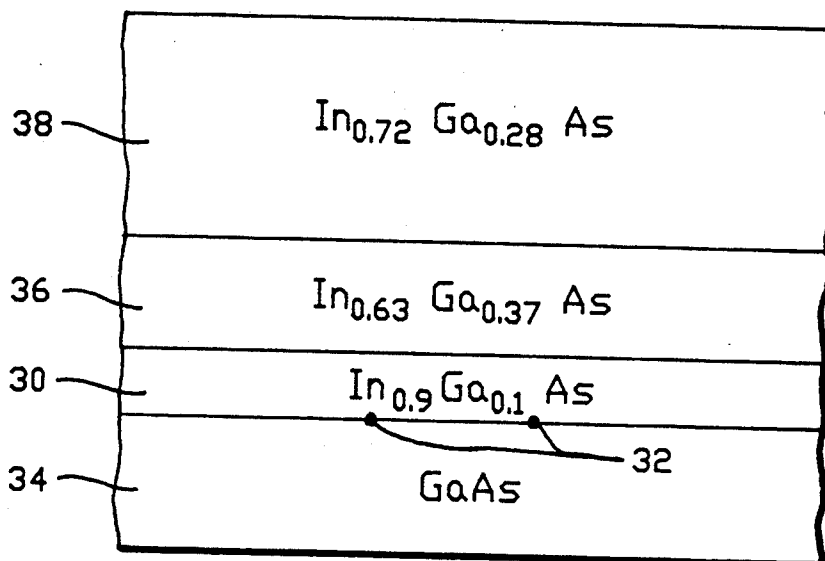 38 In₀.₇₂ Ga₀.₂₈ As
36 In₀.₆₃ Ga₀.₃₇ As
30 In₀.₉ Ga₀.₁ As
32
34 GaAs